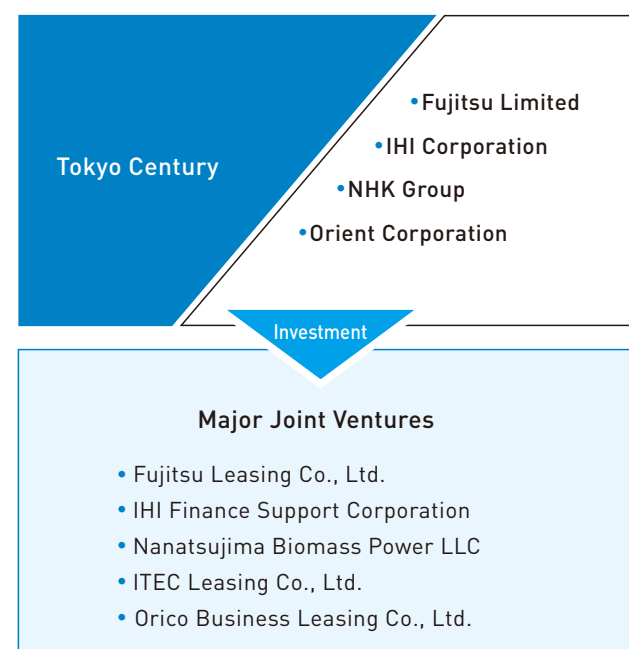 Tokyo Century
•Fujitsu Limited
•IHI Corporation
•NHK Group
•Orient Corporation
Investment
Major Joint Ventures
• Fujitsu Leasing Co., Ltd.
• IHI Finance Support Corporation
• Nanatsujima Biomass Power LLC
• ITEC Leasing Co., Ltd.
• Orico Business Leasing Co., Ltd.